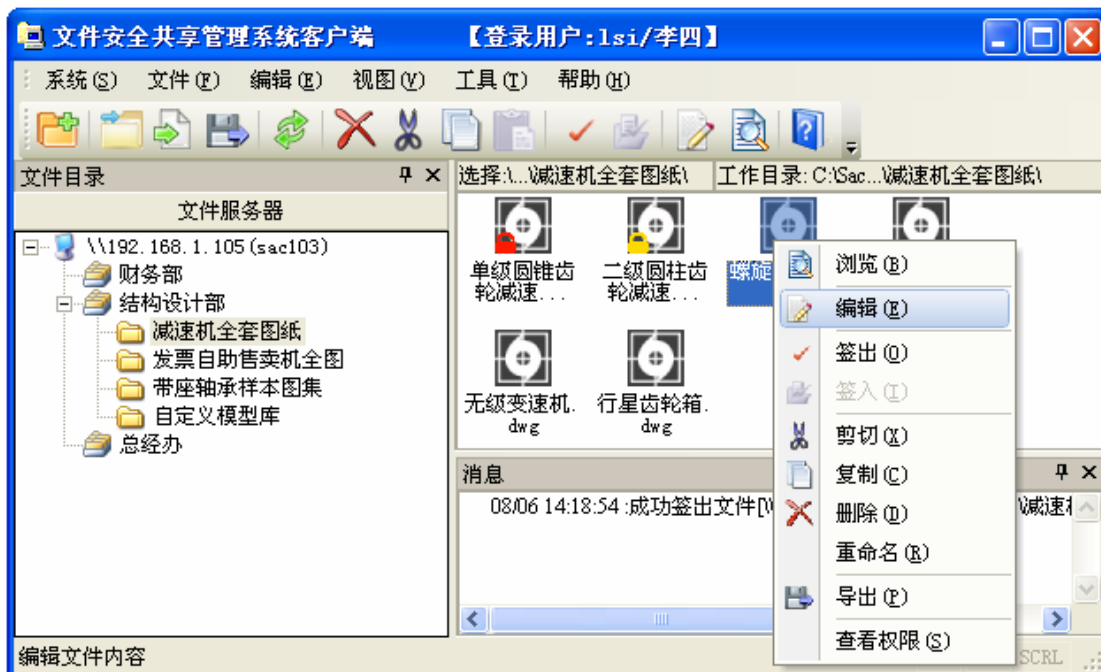 文件安全共享管理系统客户端 【登录用户:lsi/李四】
系统(S) 文件(F) 编辑(E) 视图(V) 工具(T) 帮助(H)
文件目录
文件服务器
\\192.168.1.105(sac103)
财务部
结构设计部
减速机全套图纸
发票自助售卖机全图
带座轴承样本图集
自定义模型库
总经办
选择:\...\减速机全套图纸\ 工作目录: C:\Sac...\减速机全套图纸\
单级圆锥齿
轮减速...
二级圆柱齿
轮减速...
螺旋
无级变速机.
dwg
行星齿轮箱.
dwg
浏览(B)
编辑(E)
签出(O)
签入(I)
剪切(X)
复制(C)
删除(D)
重命名(R)
导出(P)
查看权限(S)
消息
08/06 14:18:54 :成功签出文件[\ \减速
编辑文件内容
SCRL